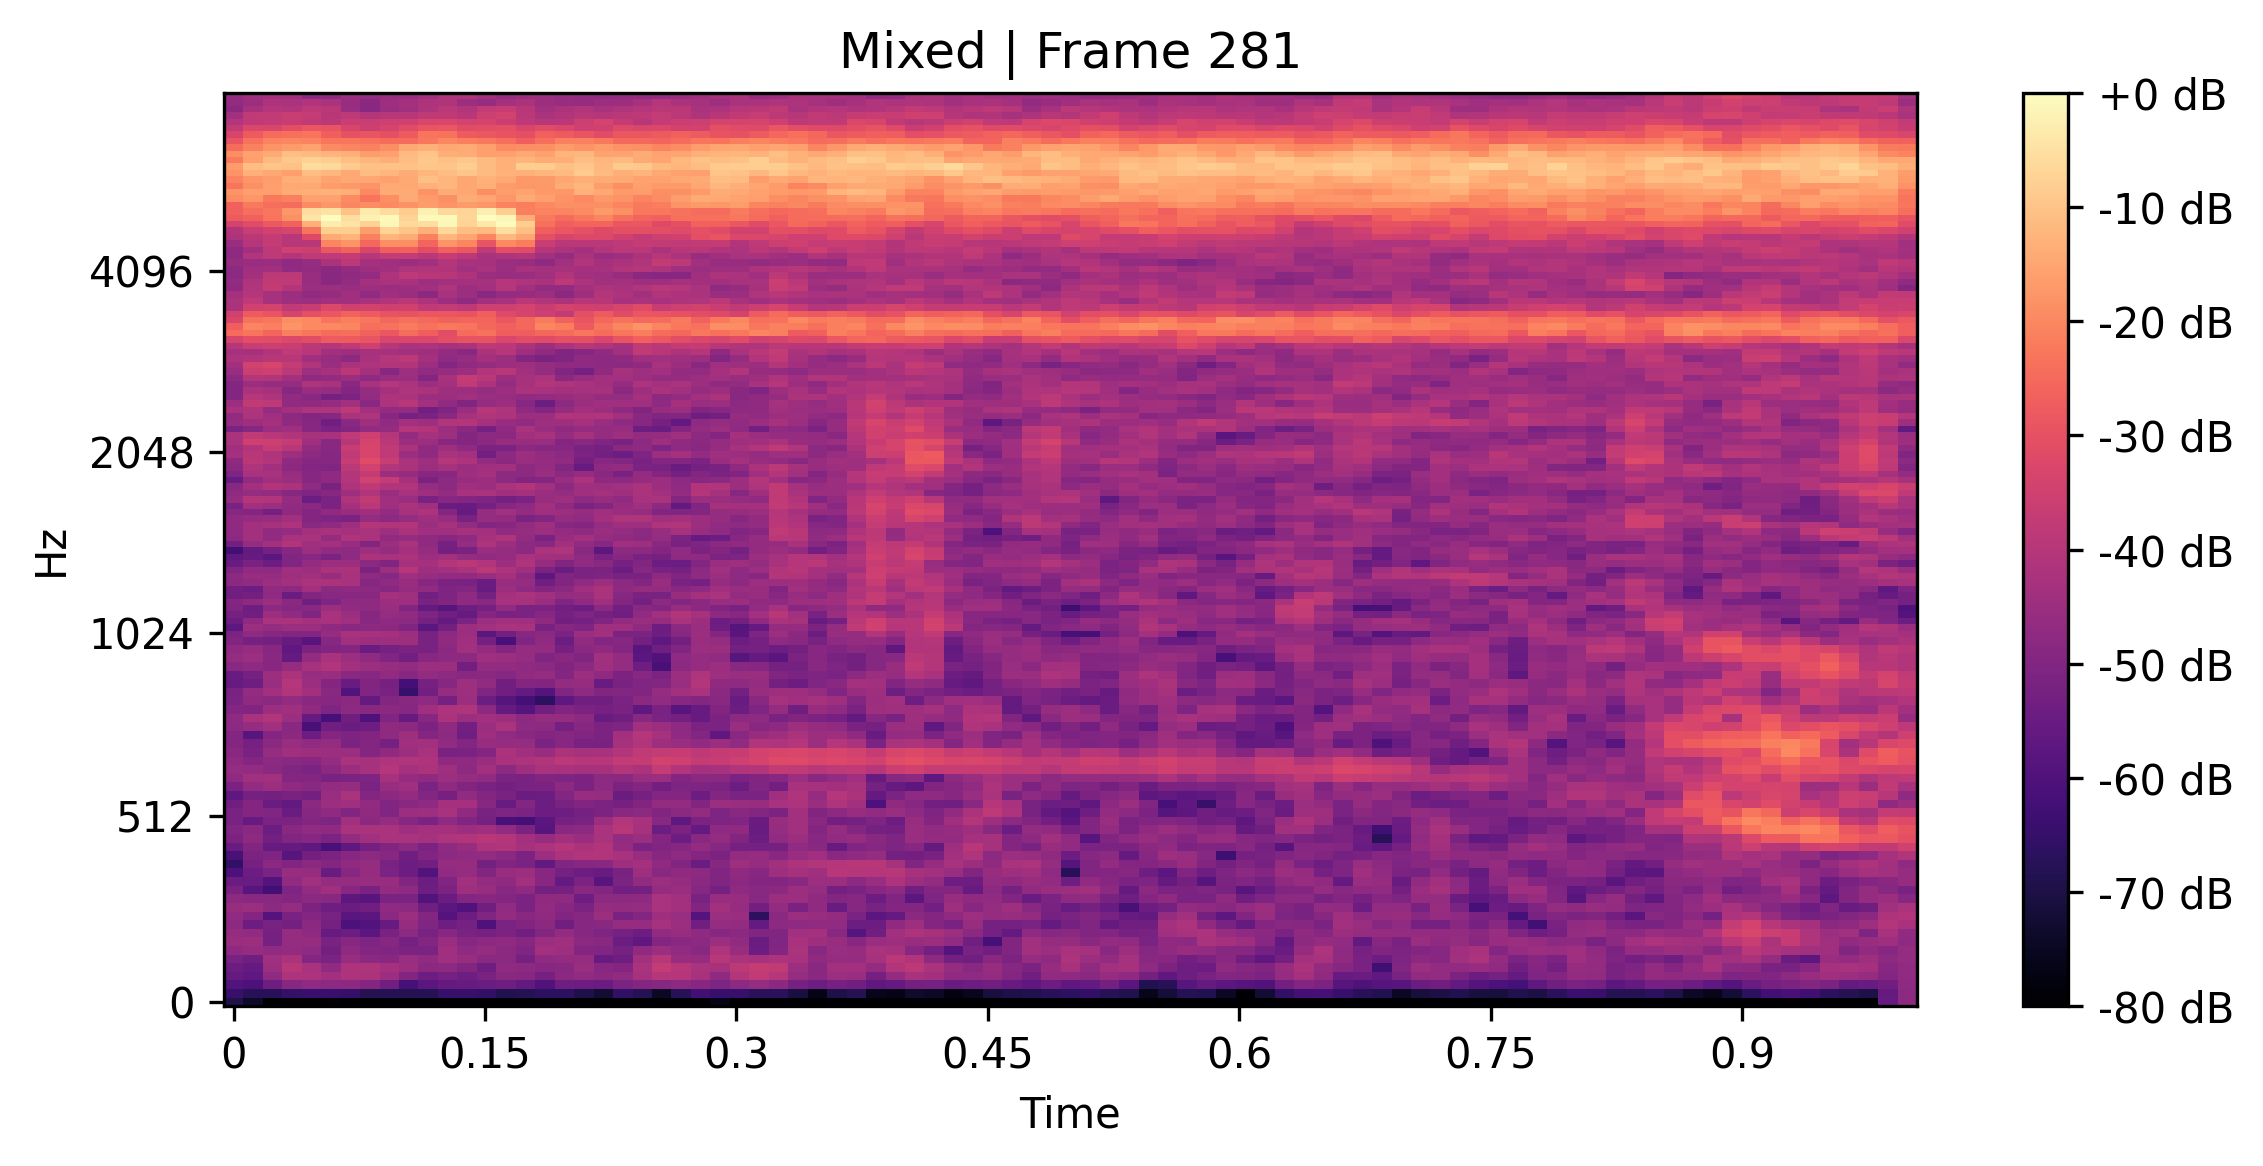 Mixed | Frame 281
+0 dB
-10 dB
-20 dB
-30 dB
-40 dB
-50 dB
-60 dB
-70 dB
-80 dB
Hz
4096
2048
1024
512
0
0 0.15 0.3 0.45 0.6 0.75 0.9
Time